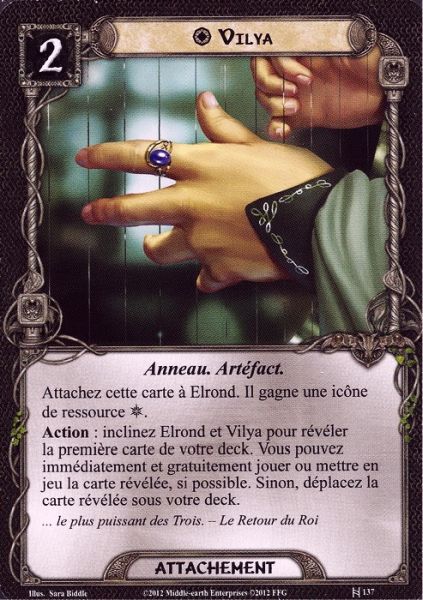 2
Vilya
Anneau. Artéfact.
Attachez cette carte à Elrond. Il gagne une icône
de ressource.
Action : inclinez Elrond et Vilya pour révéler
la première carte de votre deck. Vous pouvez
immédiatement et gratuitement jouer ou mettre en
jeu la carte révélée, si possible. Sinon, déplacez la
carte révélée sous votre deck.
... le plus puissant des Trois. – Le Retour du Roi
ATTACHEMENT
Illus. Sara Biddle ©2012 Middle-earth Enterprises ©2012 FFG 137